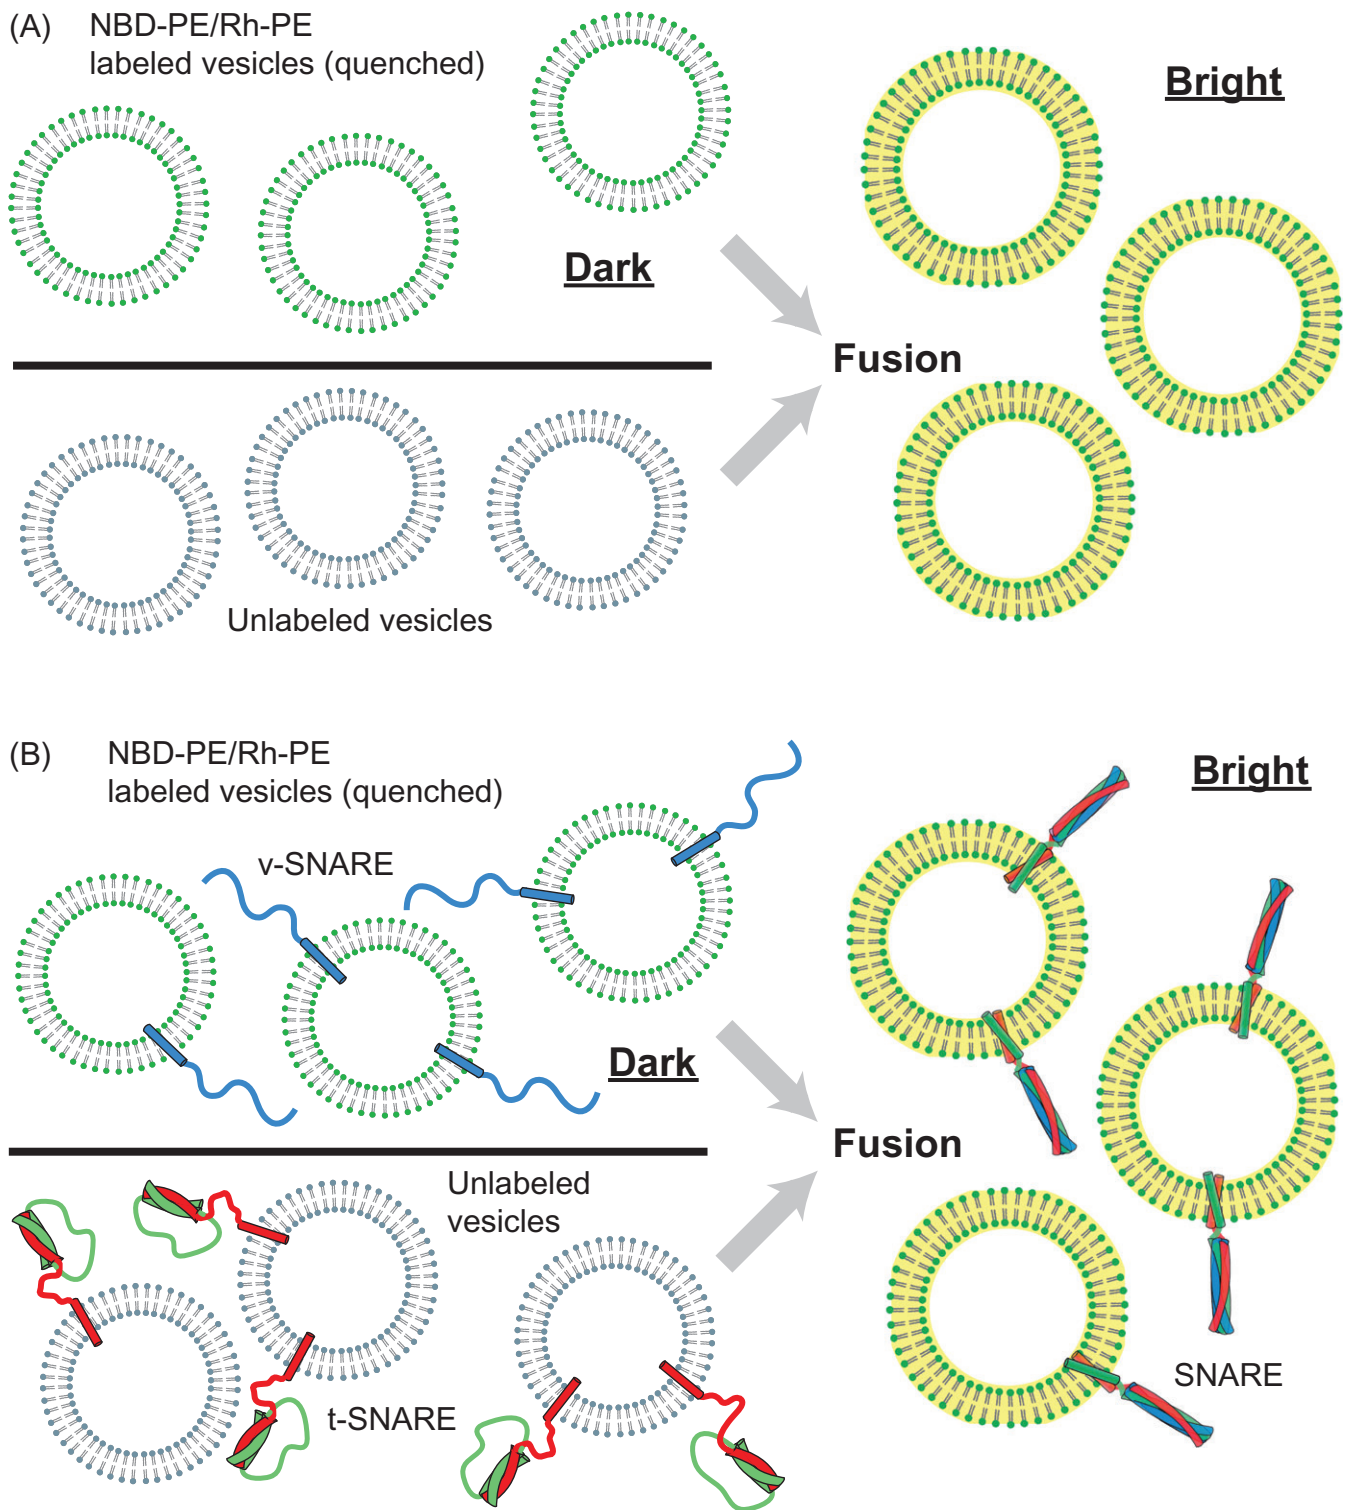 (A) NBD-PE/Rh-PE
labeled vesicles (quenched)
Bright
Dark
Fusion
Unlabeled vesicles
(B) NBD-PE/Rh-PE
labeled vesicles (quenched)
Bright
v-SNARE
Dark
Fusion
Unlabeled
vesicles
SNARE
t-SNARE